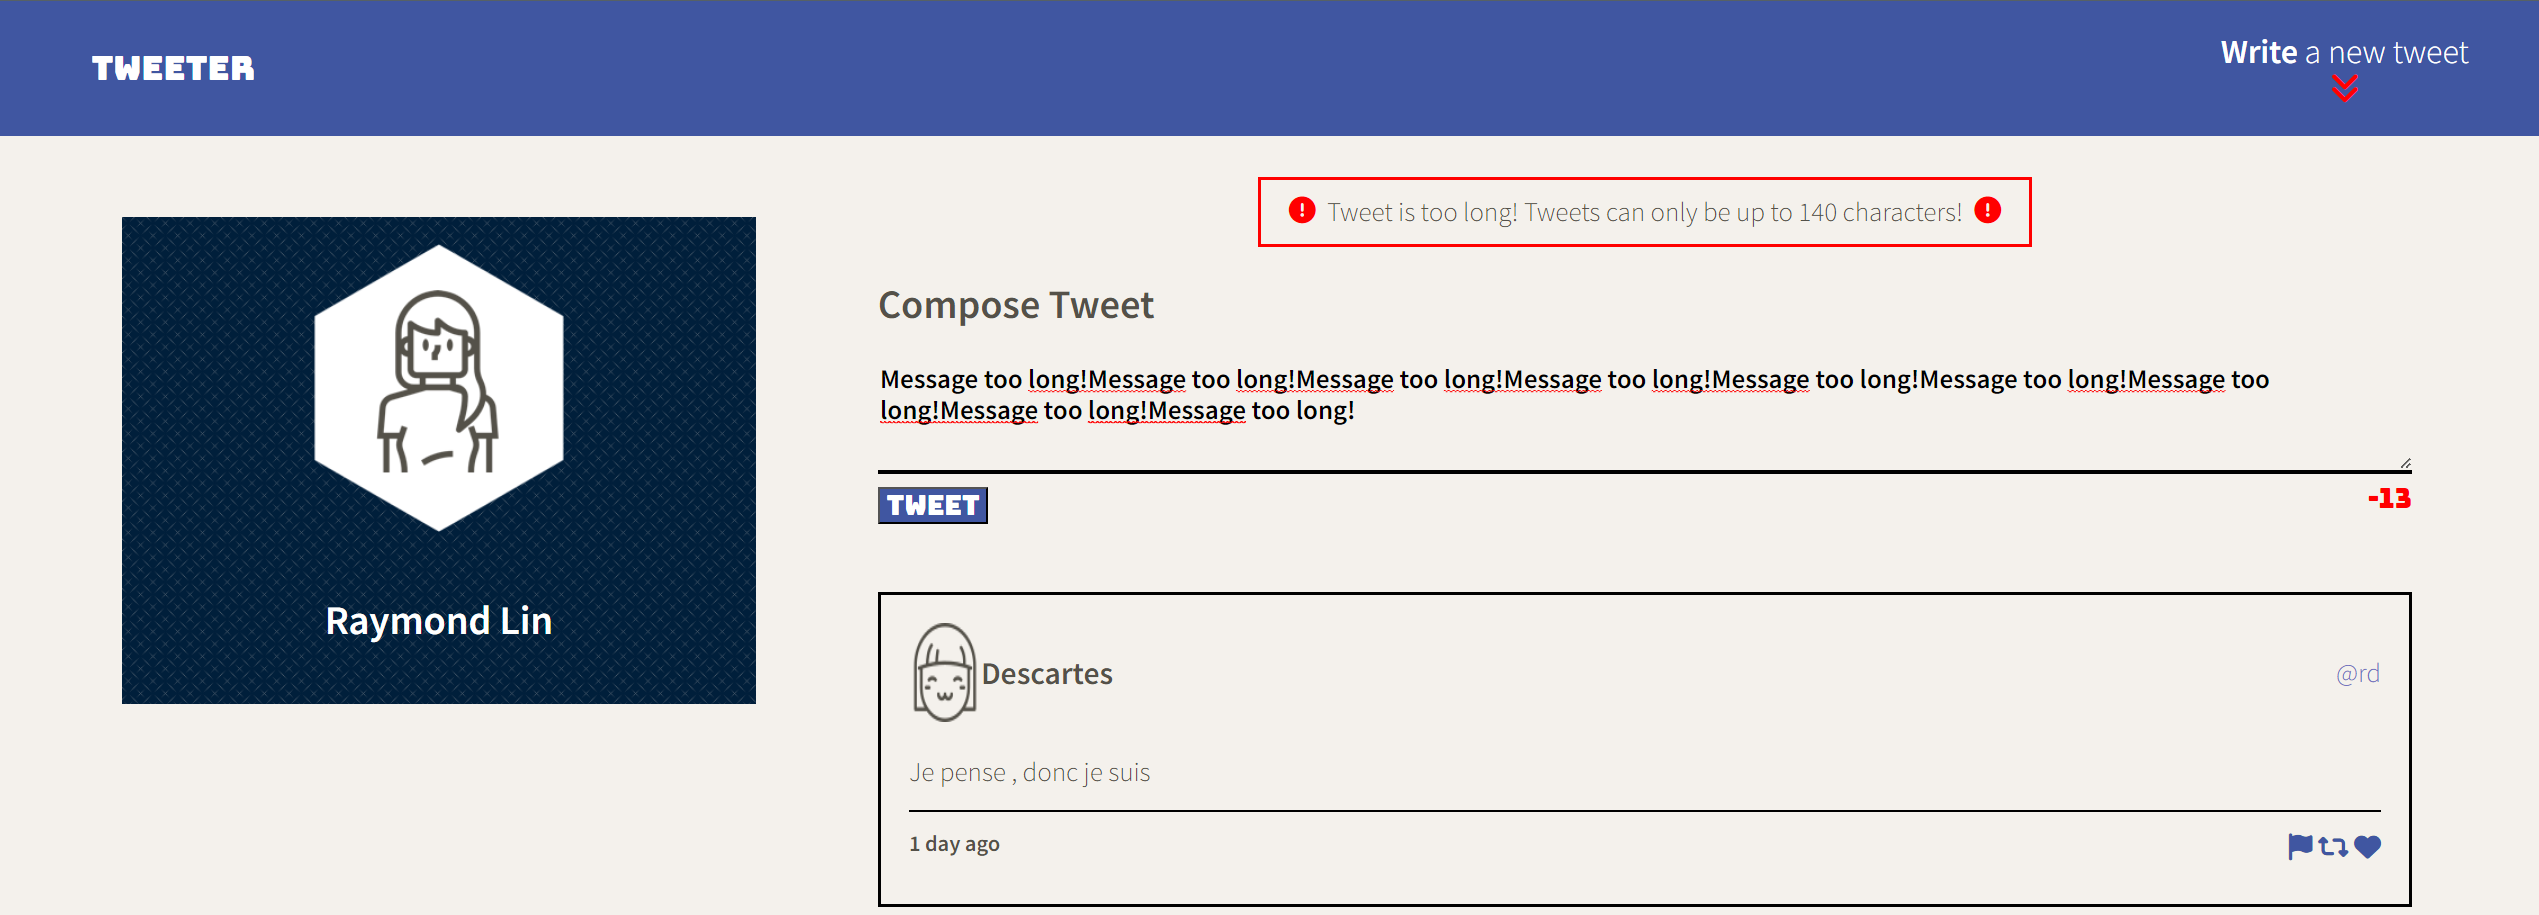 TWEETER
Write a new tweet
Tweet is too long! Tweets can only be up to 140 characters!
Raymond Lin
Compose Tweet
Message too long!Message too long!Message too long!Message too long!Message too long!Message too long!Message too
long!Message too long!Message too long!
TWEET
-13
Descartes
@rd
Je pense , donc je suis
1 day ago